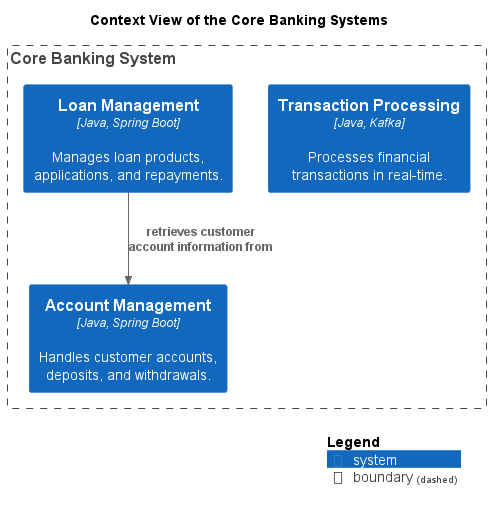 Context View of the Core Banking Systems
Core Banking System
Loan Management
[Java, Spring Boot]
Manages loan products,
applications, and repayments.
Transaction Processing
[Java, Kafka]
Processes financial
transactions in real-time.
retrieves customer
account information from
Account Management
[Java, Spring Boot]
Handles customer accounts,
deposits, and withdrawals.
Legend
system
boundary (dashed)